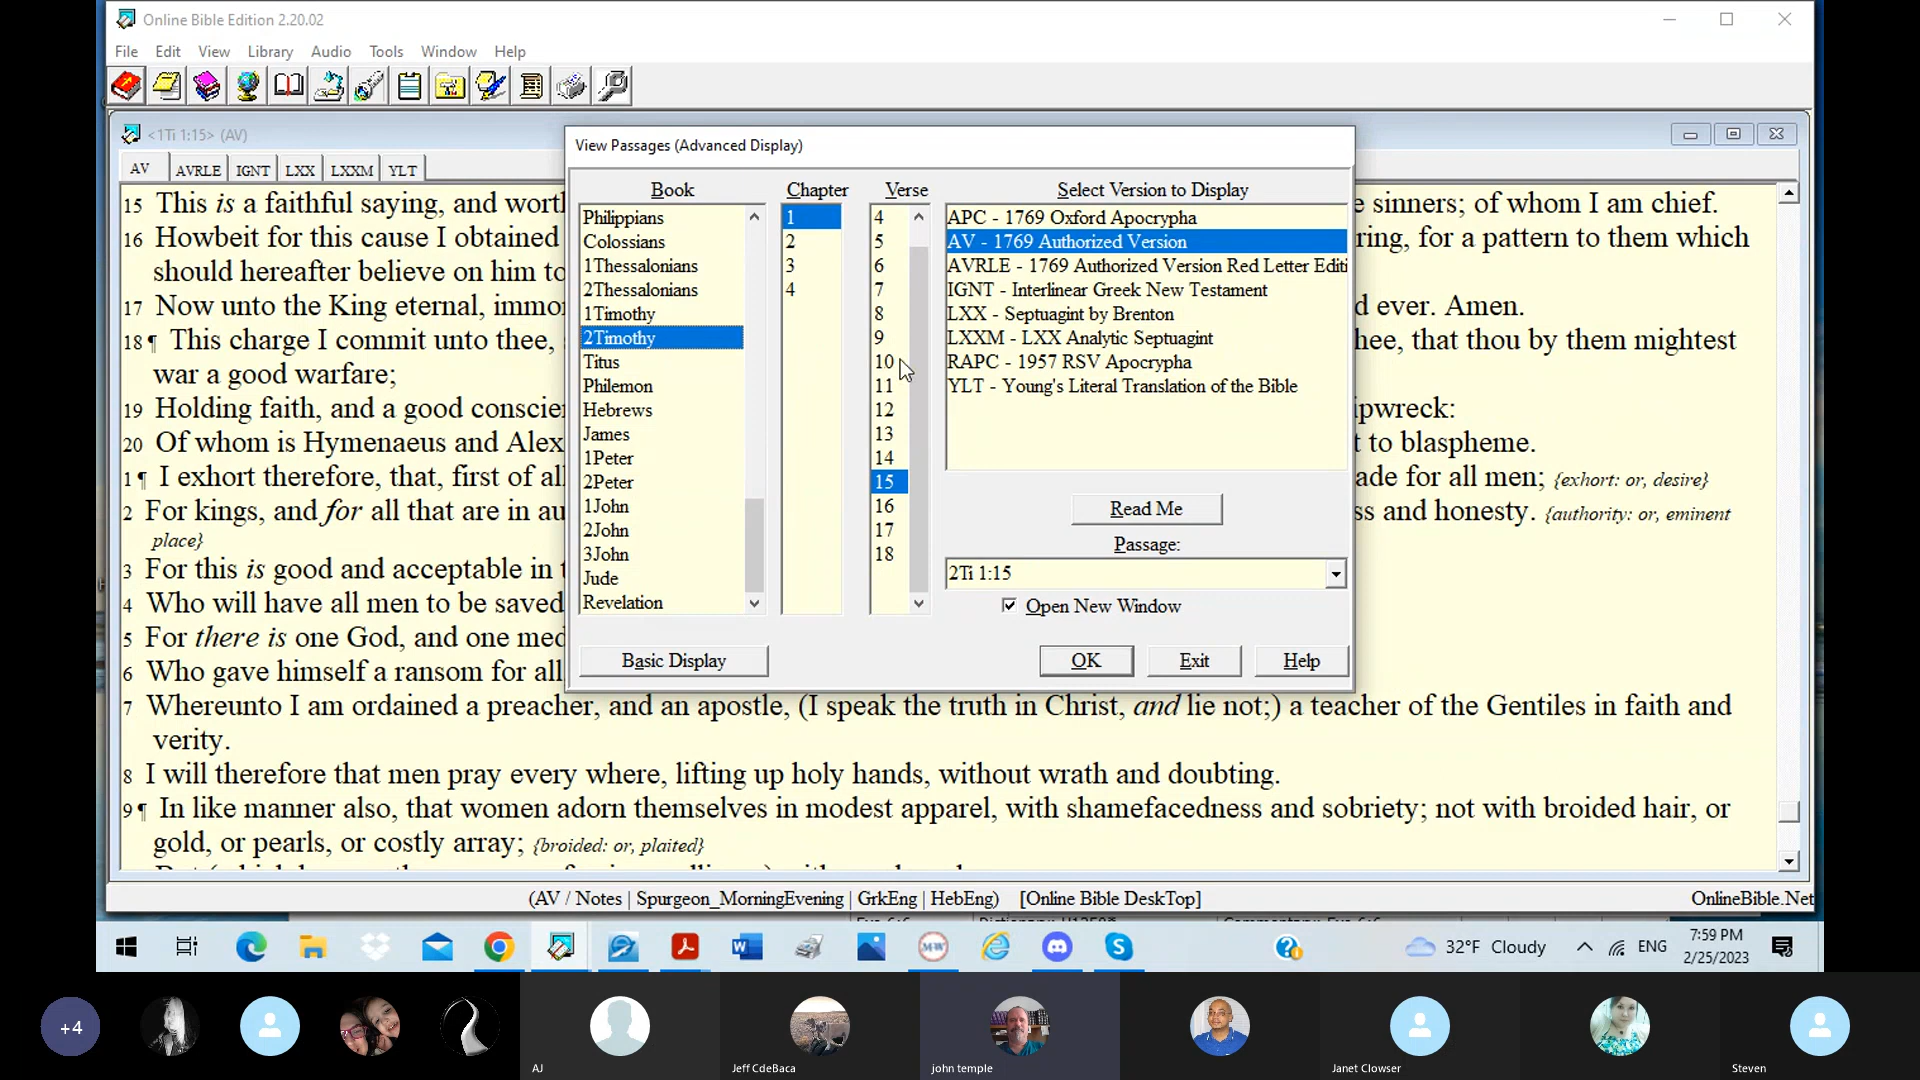 Online Bible Edition 2.20.02
File Edit View Library Audio Tools Window Help
<1Ti 1:15> (AV)
AV AVRLE IGNT LXX LXXM YLT
15 This is a faithful saying, and wort
e sinners; of whom I am chief.
16 Howbeit for this cause I obtained
ring, for a pattern to them which
should hereafter believe on him to
17 Now unto the King eternal, immor
d ever. Amen.
18 ¶ This charge I commit unto thee,
hee, that thou by them mightest
war a good warfare;
19 Holding faith, and a good conscien
ipwreck:
20 Of whom is Hymenaeus and Alex
t to blaspheme.
1 ¶ I exhort therefore, that, first of all
ade for all men; {exhort: or, desire}
2 For kings, and for all that are in au
ss and honesty. {authority: or, eminent
place}
3 For this is good and acceptable in t
4 Who will have all men to be saved
5 For there is one God, and one med
6 Who gave himself a ransom for all
7 Whereunto I am ordained a preacher, and an apostle, (I speak the truth in Christ, and lie not;) a teacher of the Gentiles in faith and
verity.
8 I will therefore that men pray every where, lifting up holy hands, without wrath and doubting.
9 ¶ In like manner also, that women adorn themselves in modest apparel, with shamefacedness and sobriety; not with broided hair, or
gold, or pearls, or costly array; {broided: or, plaited}
View Passages (Advanced Display)
Book
Philippians
Colossians
1Thessalonians
2Thessalonians
1Timothy
2Timothy
Titus
Philemon
Hebrews
James
1Peter
2Peter
1John
2John
3John
Jude
Revelation
Chapter
1
2
3
4
Verse
4
5
6
7
8
9
10
11
12
13
14
15
16
17
18
Select Version to Display
APC - 1769 Oxford Apocrypha
AV - 1769 Authorized Version
AVRLE - 1769 Authorized Version Red Letter Editi
IGNT - Interlinear Greek New Testament
LXX - Septuagint by Brenton
LXXM - LXX Analytic Septuagint
RAPC - 1957 RSV Apocrypha
YLT - Young's Literal Translation of the Bible
Read Me
Passage:
2Ti 1:15
Open New Window
Basic Display OK Exit Help
(AV / Notes | Spurgeon_MorningEvening | GrkEng | HebEng) [Online Bible DeskTop]
OnlineBible.Net
32°F Cloudy ENG
7:59 PM
2/25/2023
+4
AJ
Jeff CdeBaca
john temple
Janet Clowser
Steven